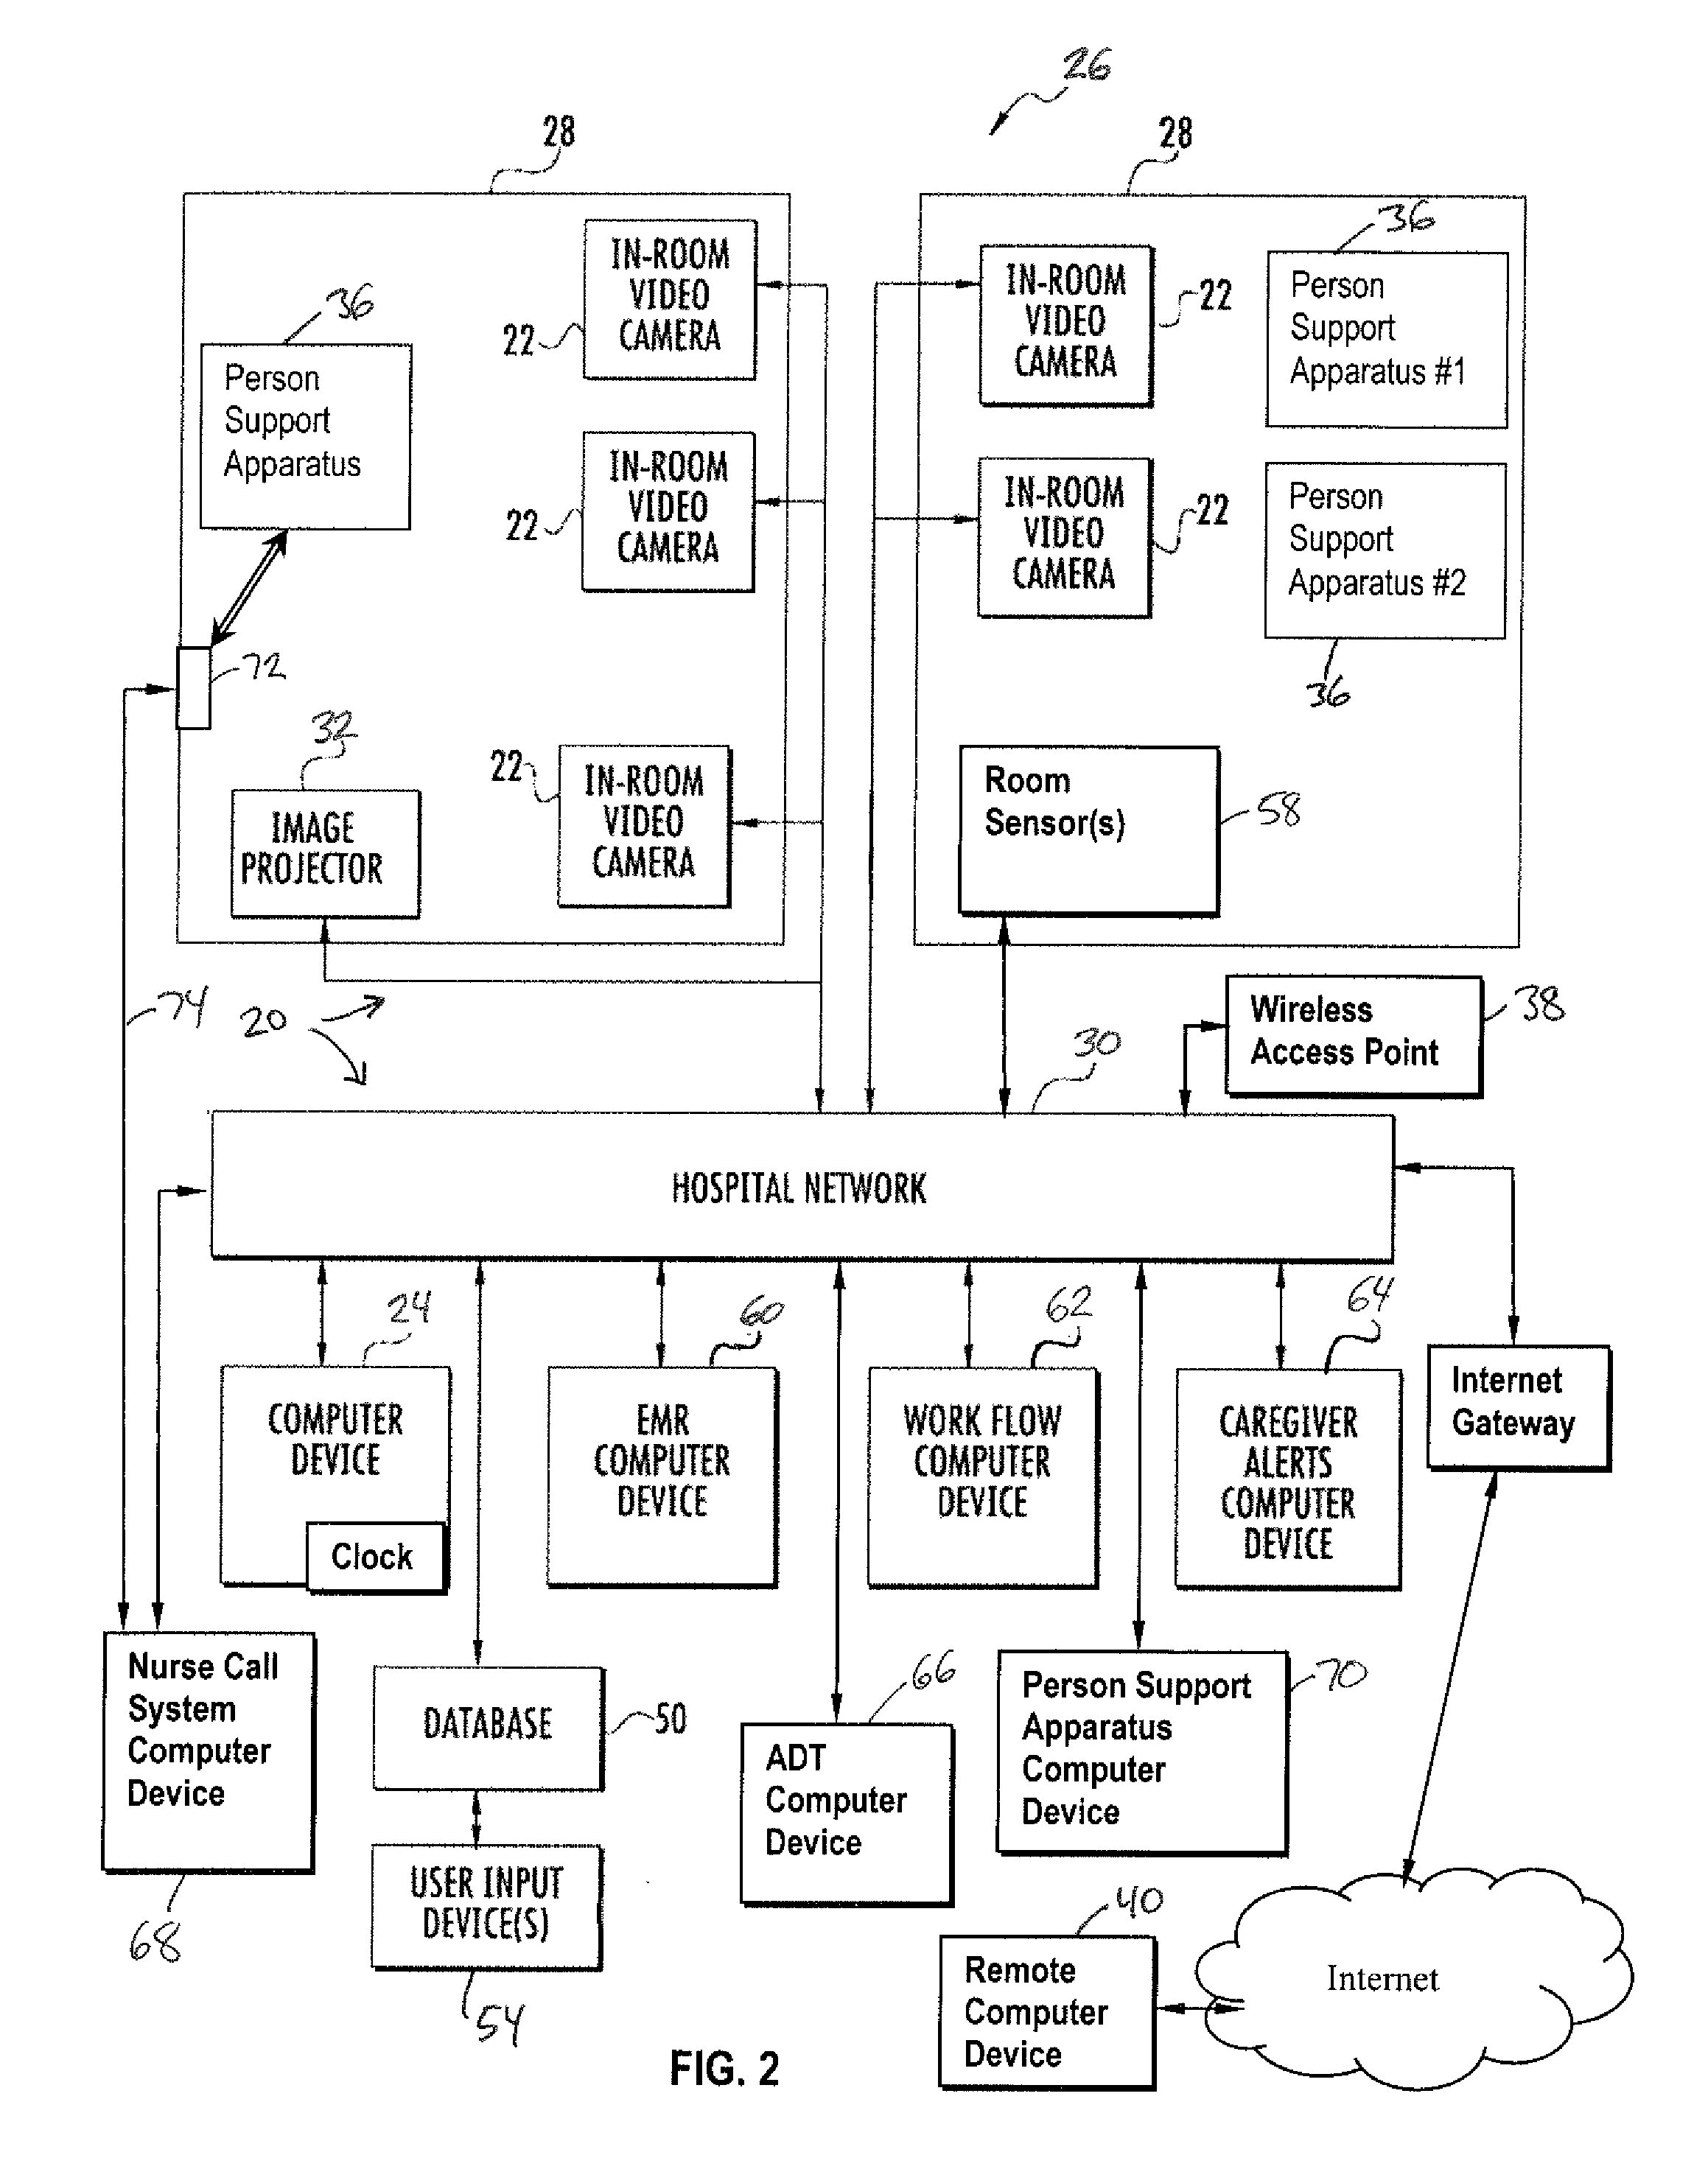 26
28
28
IN-ROOM
VIDEO
CAMERA
22
36
Person
Support
Apparatus
IN-ROOM
VIDEO
CAMERA
22
72
32
IMAGE
PROJECTOR
22
IN-ROOM
VIDEO
CAMERA
IN-ROOM
VIDEO
CAMERA
22
36
Person
Support
Apparatus #1
IN-ROOM
VIDEO
CAMERA
22
Person
Support
Apparatus #2
36
Room
Sensor(s)
58
74
20
30
Wireless
Access Point
38
HOSPITAL NETWORK
24
COMPUTER
DEVICE
Clock
60
EMR
COMPUTER
DEVICE
62
WORK FLOW
COMPUTER
DEVICE
64
CAREGIVER
ALERTS
COMPUTER
DEVICE
Internet
Gateway
Nurse Call
System
Computer
Device
68
DATABASE
50
USER INPUT
DEVICE(S)
54
66
ADT
Computer
Device
Person Support
Apparatus
Computer
Device
70
40
Remote
Computer
Device
Internet
FIG. 2